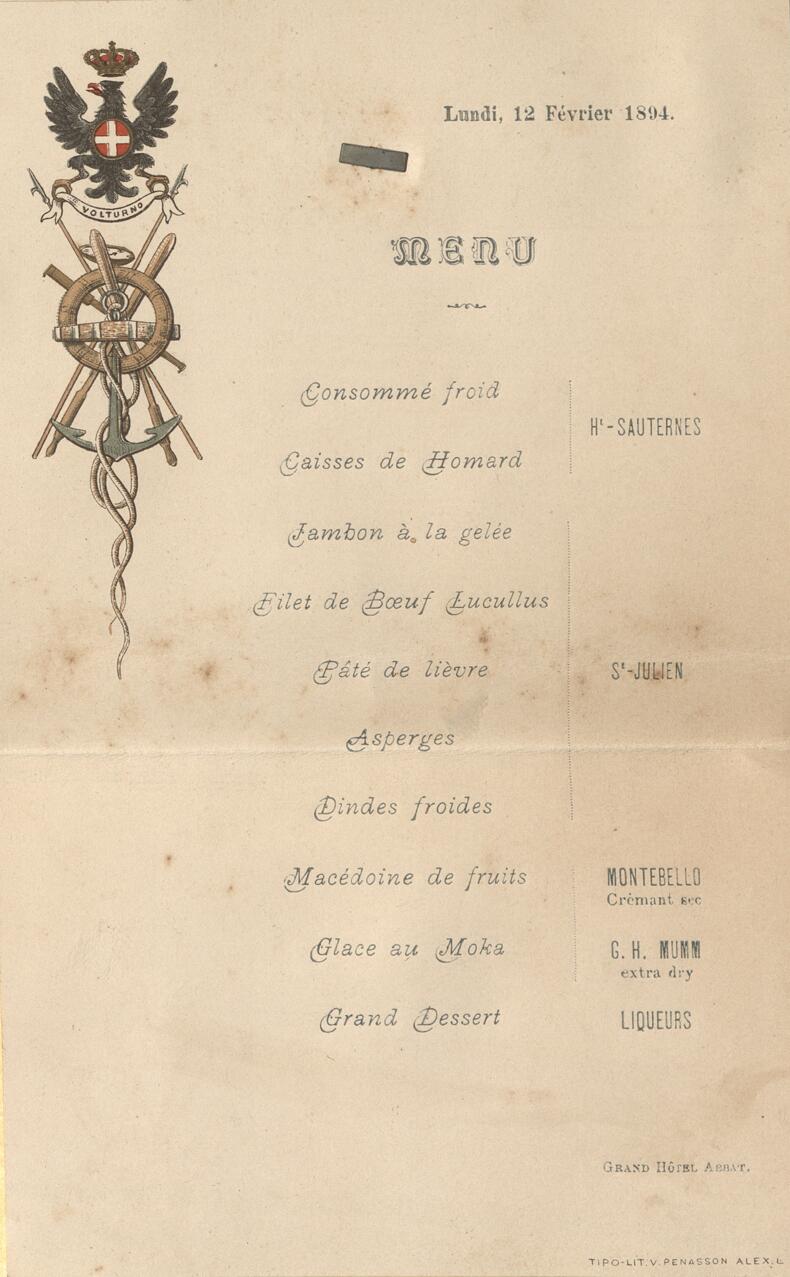 VOLTURNO
Lundi, 12 Février 1894.
MENU
Consommé froid
Hᵗ-SAUTERNES
Caisses de Homard
Jambon à la gelée
Filet de Bœuf Lucullus
Pâté de lièvre
Sᵗ-JULIEN
Asperges
Dindes froides
Macédoine de fruits
MONTEBELLO
Crêmant sec
Glace au Moka
G. H. MUMM
extra dry
Grand Dessert
LIQUEURS
GRAND HÔTEL ABBAT.
TIPO-LIT. V. PENASSON ALEX.